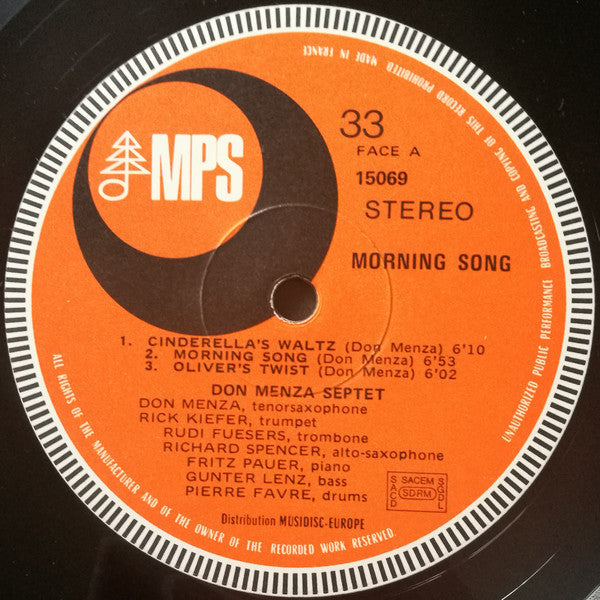 MPS
33
FACE A
15069
STEREO
MORNING SONG
1. CINDERELLA'S WALTZ (Don Menza) 6'10
2. MORNING SONG (Don Menza) 6'53
3. OLIVER'S TWIST (Don Menza) 6'02
DON MENZA SEPTET
DON MENZA, tenorsaxophone
RICK KIEFER, trumpet
RUDI FUESERS, trombone
RICHARD SPENCER, alto-saxophone
FRITZ PAUER, piano
GUNTER LENZ, bass
PIERRE FAVRE, drums
SACD SACEM SDRM SGDL
Distribution MUSIDISC-EUROPE
ALL RIGHTS OF THE MANUFACTURER AND OF THE OWNER OF THE RECORDED WORK RESERVED.
UNAUTHORIZED PUBLIC PERFORMANCE BROADCASTING AND COPYING OF THIS RECORD PROHIBITED
MADE IN FRANCE